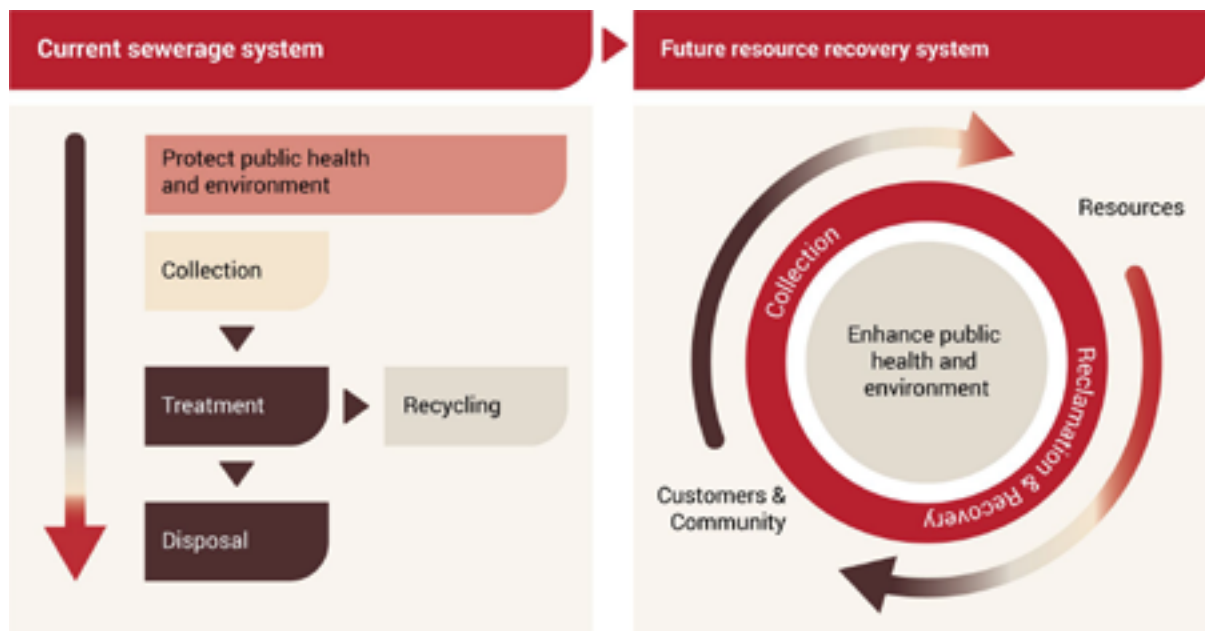 Current sewerage system
Protect public health
and environment
Collection
Treatment
Recycling
Disposal
Future resource recovery system
Resources
Collection
Enhance public
health and
environment
Reclamation & Recovery
Customers &
Community